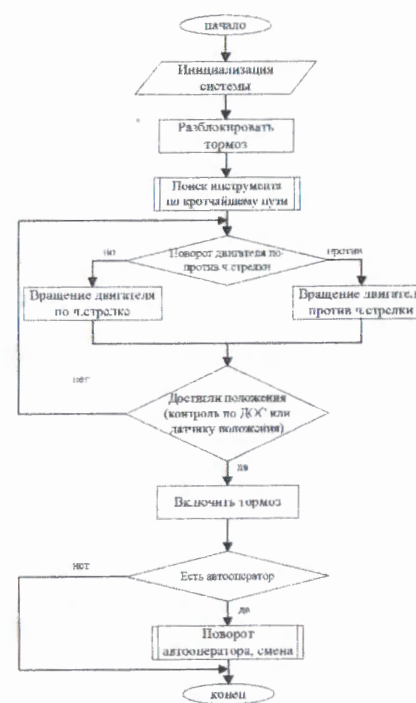 начало
Инициализация
системы
Разблокировать
тормоз
Поиск инструмента
по кротчайшему пути
Поворот двигателя по-
против ч.стрелки
по
против
Вращение двигателя
по ч.стрелке
Вращение двигателя
против ч.стрелки
Достигли положения
(контроль по ДОС или
датчику положения)
нет
да
Включить тормоз
Есть автооператор
нет
да
Поворот
автооператора, смена
конец